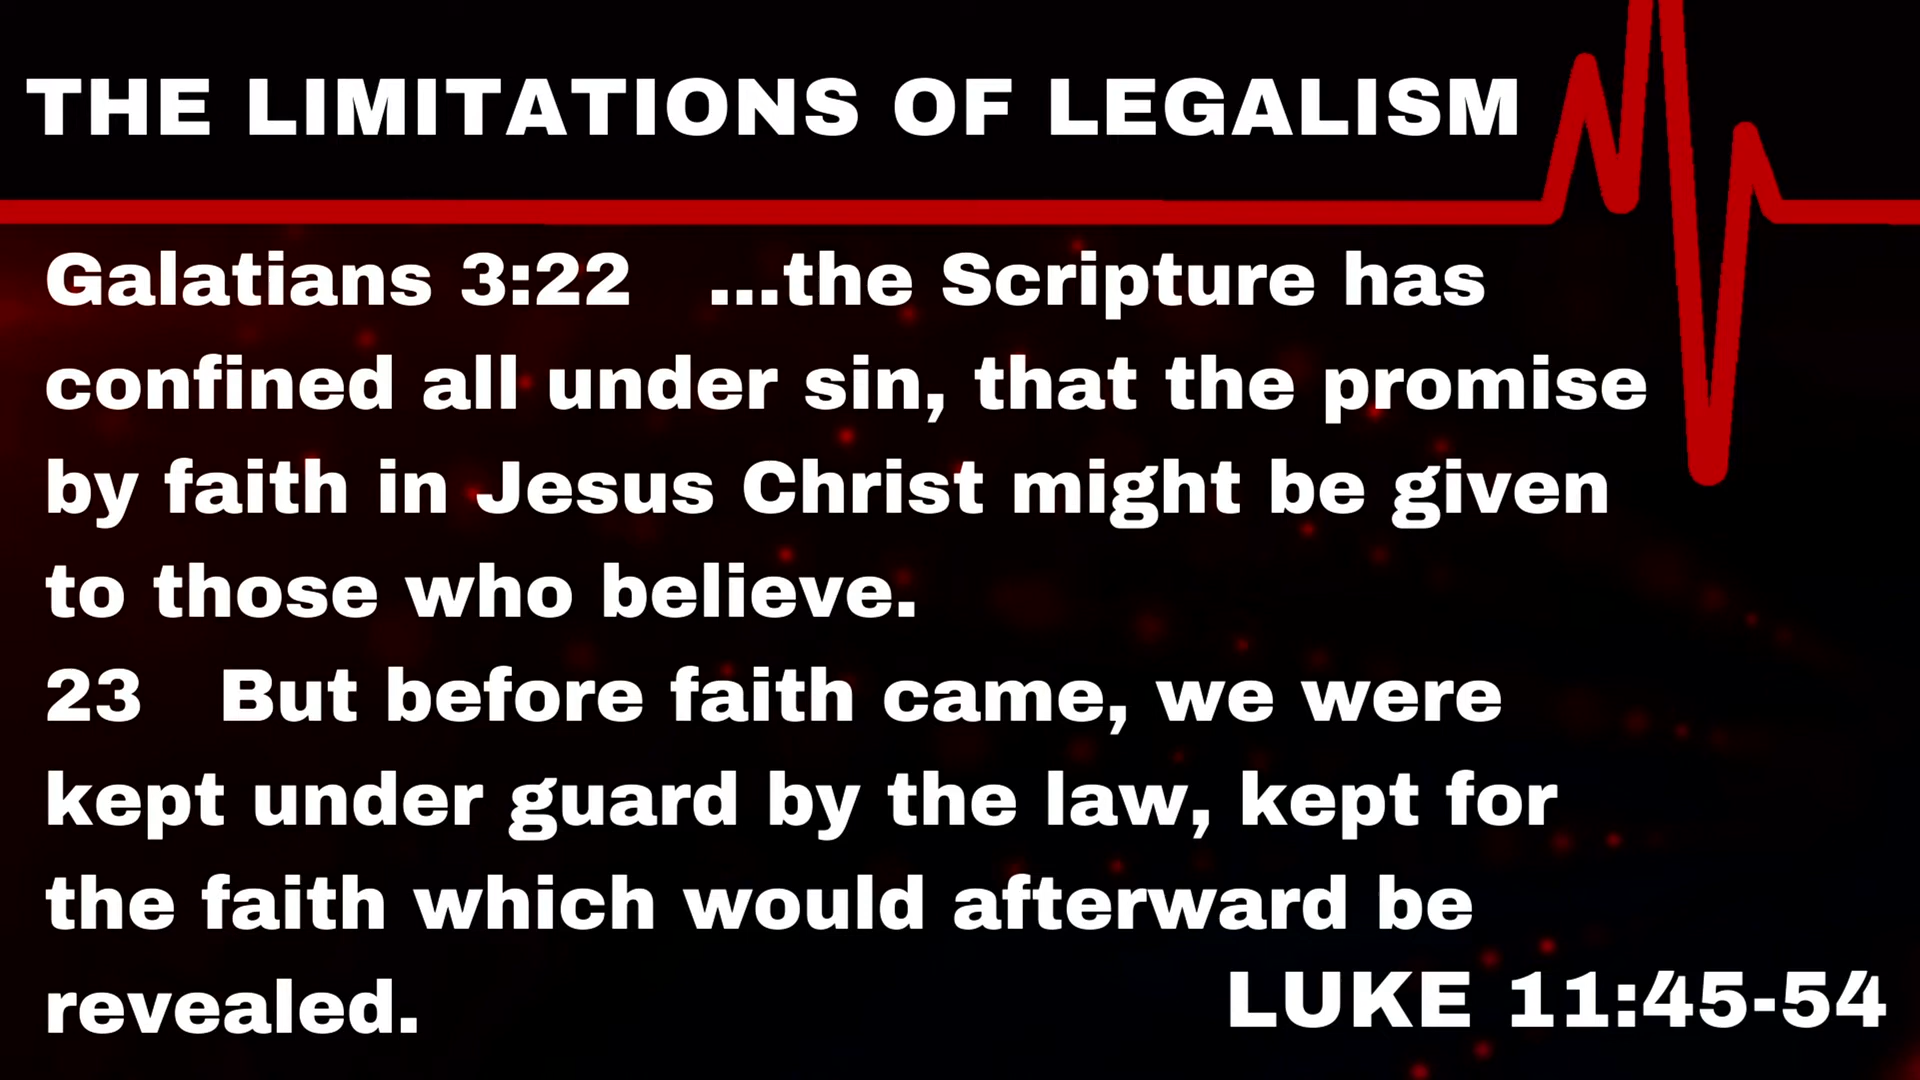 THE LIMITATIONS OF LEGALISM
Galatians 3:22 ...the Scripture has
confined all under sin, that the promise
by faith in Jesus Christ might be given
to those who believe.
23 But before faith came, we were
kept under guard by the law, kept for
the faith which would afterward be
revealed.
LUKE 11:45-54